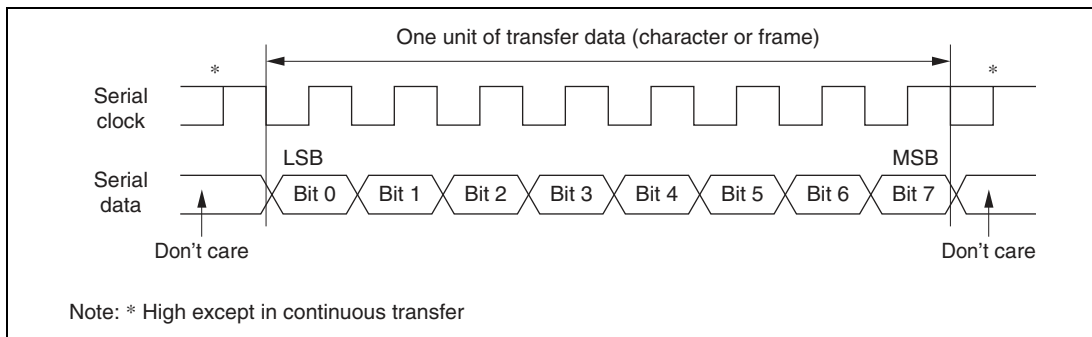 One unit of transfer data (character or frame)
*
*
Serial
clock
LSB
MSB
Serial
data
Bit 0
Bit 1
Bit 2
Bit 3
Bit 4
Bit 5
Bit 6
Bit 7
Don't care
Don't care
Note: * High except in continuous transfer